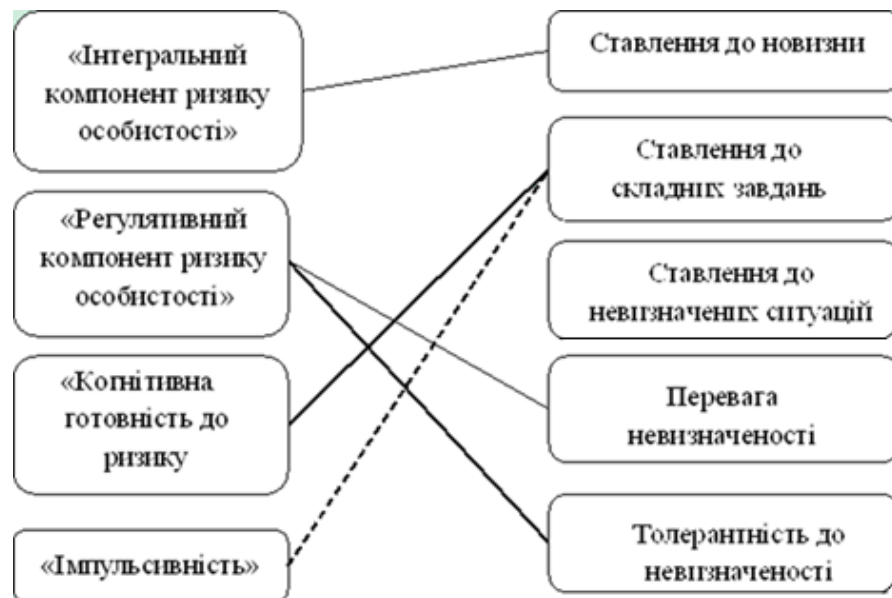 «Інтегральний
компонент ризику
особистості»
«Регулятивний
компонент ризику
особистості»
«Когнітивна
готовність до
ризику
«Імпульсивність»
Ставлення до новизни
Ставлення до
складних завдань
Ставлення до
невизначених ситуацій
Перевага
невизначеності
Толерантність до
невизначеності